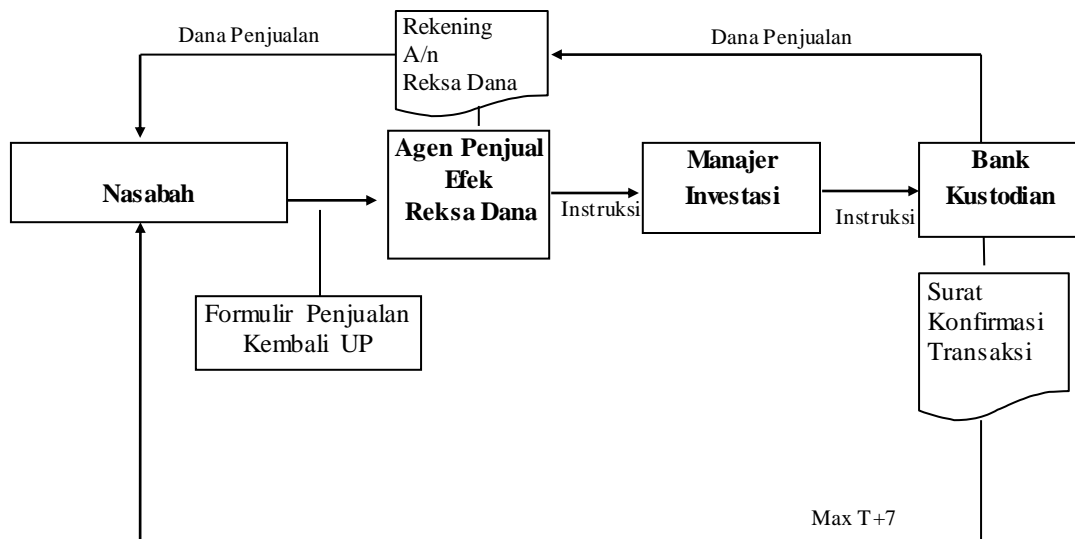 Dana Penjualan
Rekening
A/n
Reksa Dana
Dana Penjualan
Nasabah
Agen Penjual
Efek
Reksa Dana
Instruksi
Manajer
Investasi
Instruksi
Bank
Kustodian
Formulir Penjualan
Kembali UP
Surat
Konfirmasi
Transaksi
Max T+7